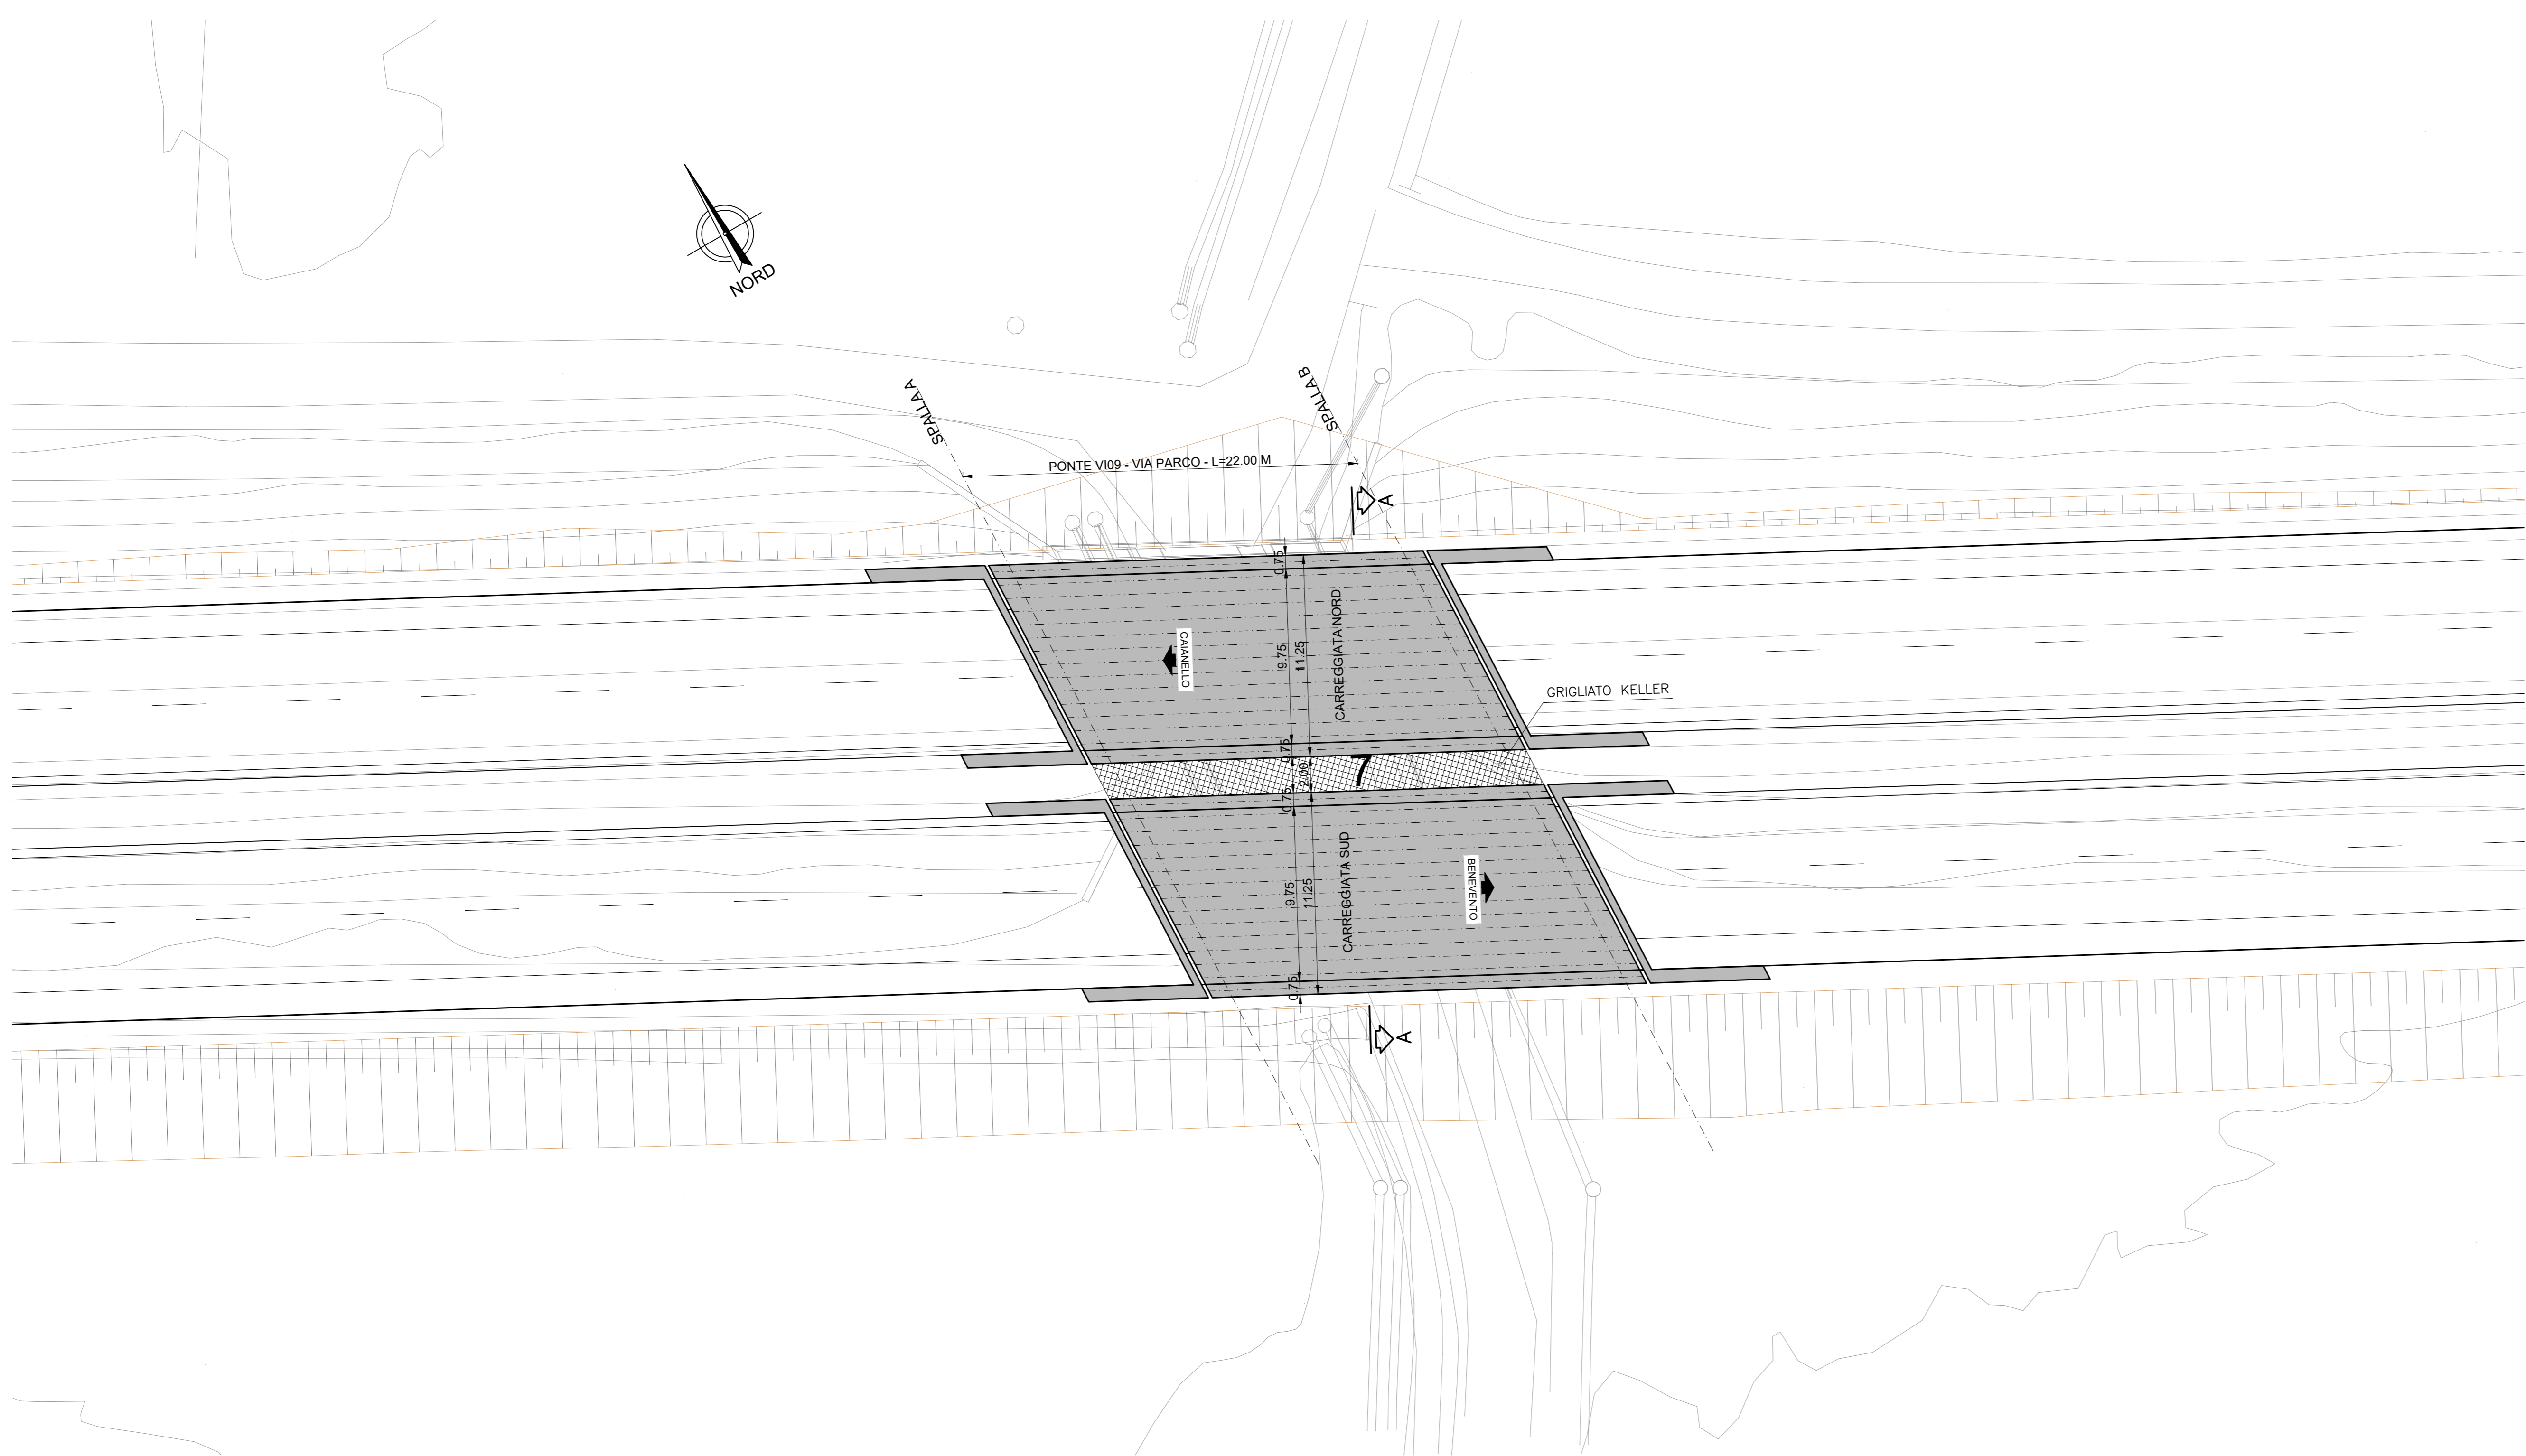 NORD
SPALLA A
SPALLA B
PONTE VI09 - VIA PARCO - L=22.00 M
A
0.75
CAIANELLO
9.75
11.25
CARREGGIATA NORD
GRIGLIATO KELLER
0.75
2.00
7
0.75
9.75
11.25
CARREGGIATA SUD
BENEVENTO
0.75
A